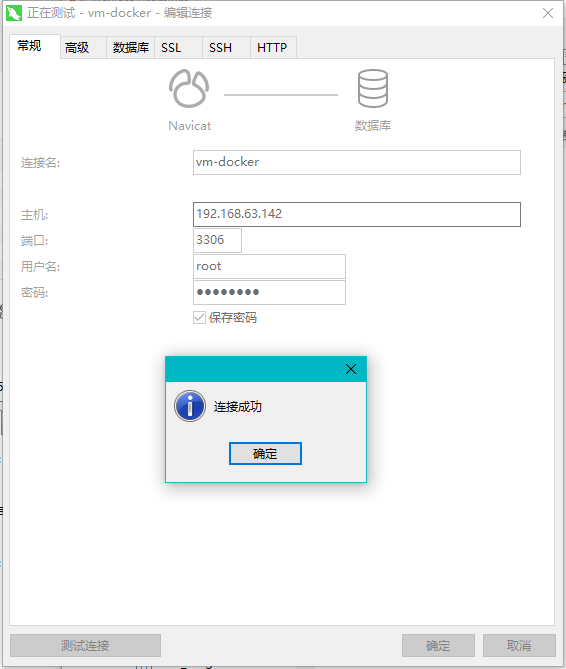 正在测试 - vm-docker - 编辑连接
常规 高级 数据库 SSL SSH HTTP
Navicat 数据库
连接名: vm-docker
主机: 192.168.63.142
端口: 3306
用户名: root
密码: ●●●●●●●●
保存密码
连接成功
确定
测试连接 确定 取消